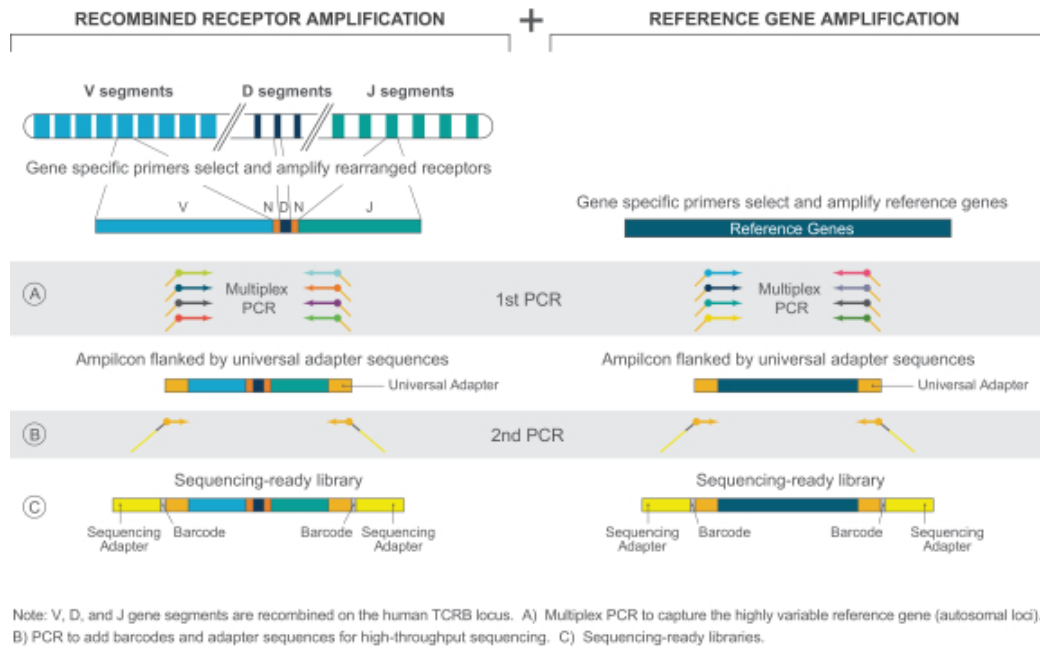 RECOMBINED RECEPTOR AMPLIFICATION + REFERENCE GENE AMPLIFICATION
V segments D segments J segments
Gene specific primers select and amplify rearranged receptors
V N D N J
Gene specific primers select and amplify reference genes
Reference Genes
A Multiplex PCR 1st PCR Multiplex PCR
Ampilcon flanked by universal adapter sequences Ampilcon flanked by universal adapter sequences
Universal Adapter Universal Adapter
B 2nd PCR
Sequencing-ready library Sequencing-ready library
C
Sequencing Adapter Barcode Barcode Sequencing Adapter Sequencing Adapter Barcode Barcode Sequencing Adapter
Note: V, D, and J gene segments are recombined on the human TCRB locus. A) Multiplex PCR to capture the highly variable reference gene (autosomal loci).
B) PCR to add barcodes and adapter sequences for high-throughput sequencing. C) Sequencing-ready libraries.